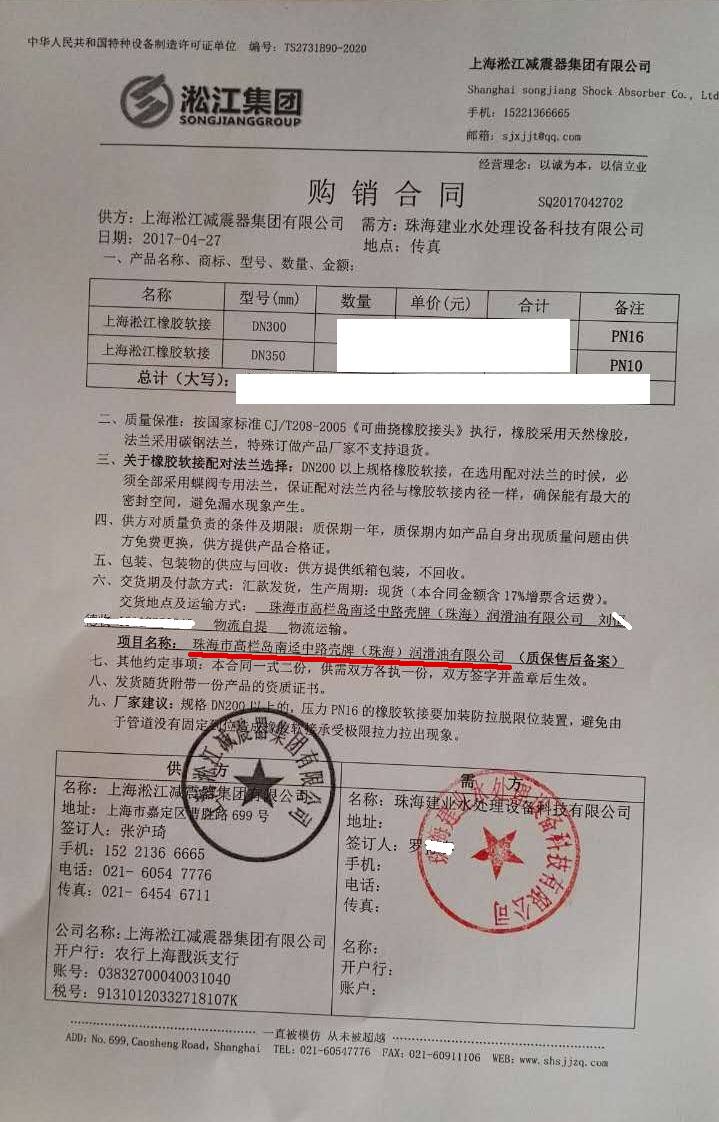 中华人民共和国特种设备制造许可证单位 编号：TS2731B90-2020
上海淞江减震器集团有限公司
Shanghai songjiang Shock Absorber Co., Ltd
手机：15221366665
邮箱：sjxjjt@qq.com
淞江集团
SONGJIANGGROUP
经营理念：以诚为本，以信立业
购销合同
SQ2017042702
供方：上海淞江减震器集团有限公司 需方：珠海建业水处理设备科技有限公司
日期：2017-04-27 地点：传真
一、产品名称、商标、型号、数量、金额：
名称 型号(mm) 数量 单价(元) 合计 备注
上海淞江橡胶软接 DN300 PN16
上海淞江橡胶软接 DN350 PN10
总计（大写）：
二、质量保准：按国家标准 CJ/T208-2005《可曲挠橡胶接头》执行，橡胶采用天然橡胶，
法兰采用碳钢法兰，特殊订做产品厂家不支持退货。
三、关于橡胶软接配对法兰选择：DN200 以上规格橡胶软接，在选用配对法兰的时候，必
须全部采用蝶阀专用法兰，保证配对法兰内径与橡胶软接内径一样，确保能有最大的
密封空间，避免漏水现象产生。
四、供方对质量负责的条件及期限：质保期一年，质保期内如产品自身出现质量问题由供
方免费更换，供方提供产品合格证。
五、包装、包装物的供应与回收：供方提供纸箱包装，不回收。
六、交货期及付款方式：汇款发货，生产周期：现货（本合同金额含 17%增票含运费）。
交货地点及运输方式：珠海市高栏岛南迳中路壳牌（珠海）润滑油有限公司 刘
物流自提 物流运输。
项目名称：珠海市高栏岛南迳中路壳牌（珠海）润滑油有限公司（质保售后备案）
七、其他约定事项：本合同一式二份，供需双方各执一份，双方签字并盖章后生效。
八、发货随货附带一份产品的资质证书。
九、厂家建议：规格 DN200 以上的，压力 PN16 的橡胶软接要加装防拉脱限位装置，避免由
于管道没有固定到位造成橡胶软接承受极限拉力拉出现象。
供方
名称：上海淞江减震器集团有限公司
地址：上海市嘉定区曹胜路 699 号
签订人：张沪琦
手机：152 2136 6665
电话：021- 6054 7776
传真：021- 6454 6711
公司名称：上海淞江减震器集团有限公司
开户行：农行上海戬浜支行
账号：03832700040031040
税号：91310120332718107K
上海淞江减震器集团有限公司
需方
名称：珠海建业水处理设备科技有限公司
地址：
签订人：罗
手机：
电话：
传真：
名称：
开户行：
账户：
珠海建业水处理设备科技有限公司
一直被模仿 从未被超越
ADD: No.699,Caosheng Road, Shanghai TEL: 021-60547776 FAX: 021-60911106 WEB: www.shsjjzq.com